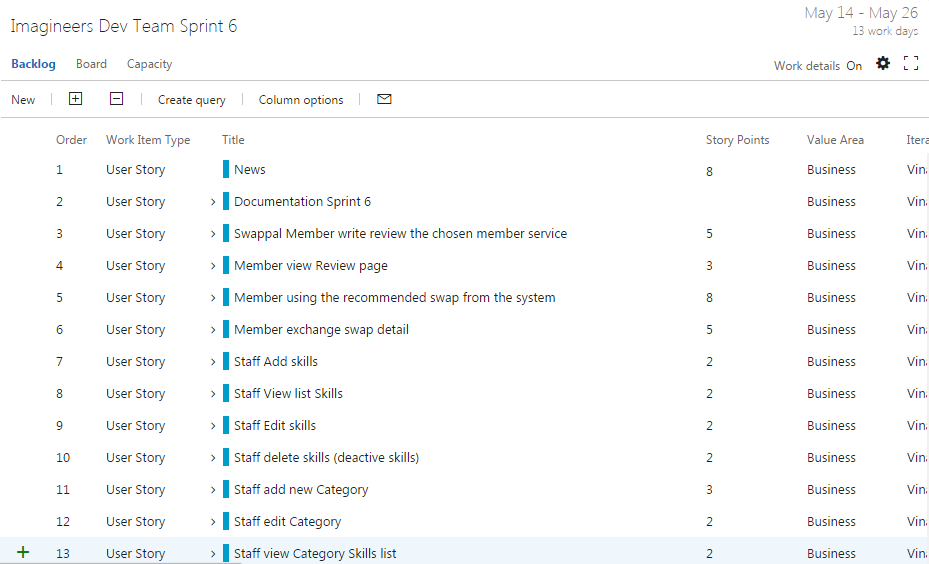 Imagineers Dev Team Sprint 6
May 14 - May 26
13 work days
Backlog Board Capacity
Work details On
New Create query Column options
Order Work Item Type Title Story Points Value Area Itera
1 User Story News 8 Business Vin
2 User Story Documentation Sprint 6 Business Vin
3 User Story Swappal Member write review the chosen member service 5 Business Vin
4 User Story Member view Review page 3 Business Vin
5 User Story Member using the recommended swap from the system 8 Business Vin
6 User Story Member exchange swap detail 5 Business Vin
7 User Story Staff Add skills 2 Business Vin
8 User Story Staff View list Skills 2 Business Vin
9 User Story Staff Edit skills 2 Business Vin
10 User Story Staff delete skills (deactive skills) 2 Business Vin
11 User Story Staff add new Category 3 Business Vin
12 User Story Staff edit Category 2 Business Vin
13 User Story Staff view Category Skills list 2 Business Vin